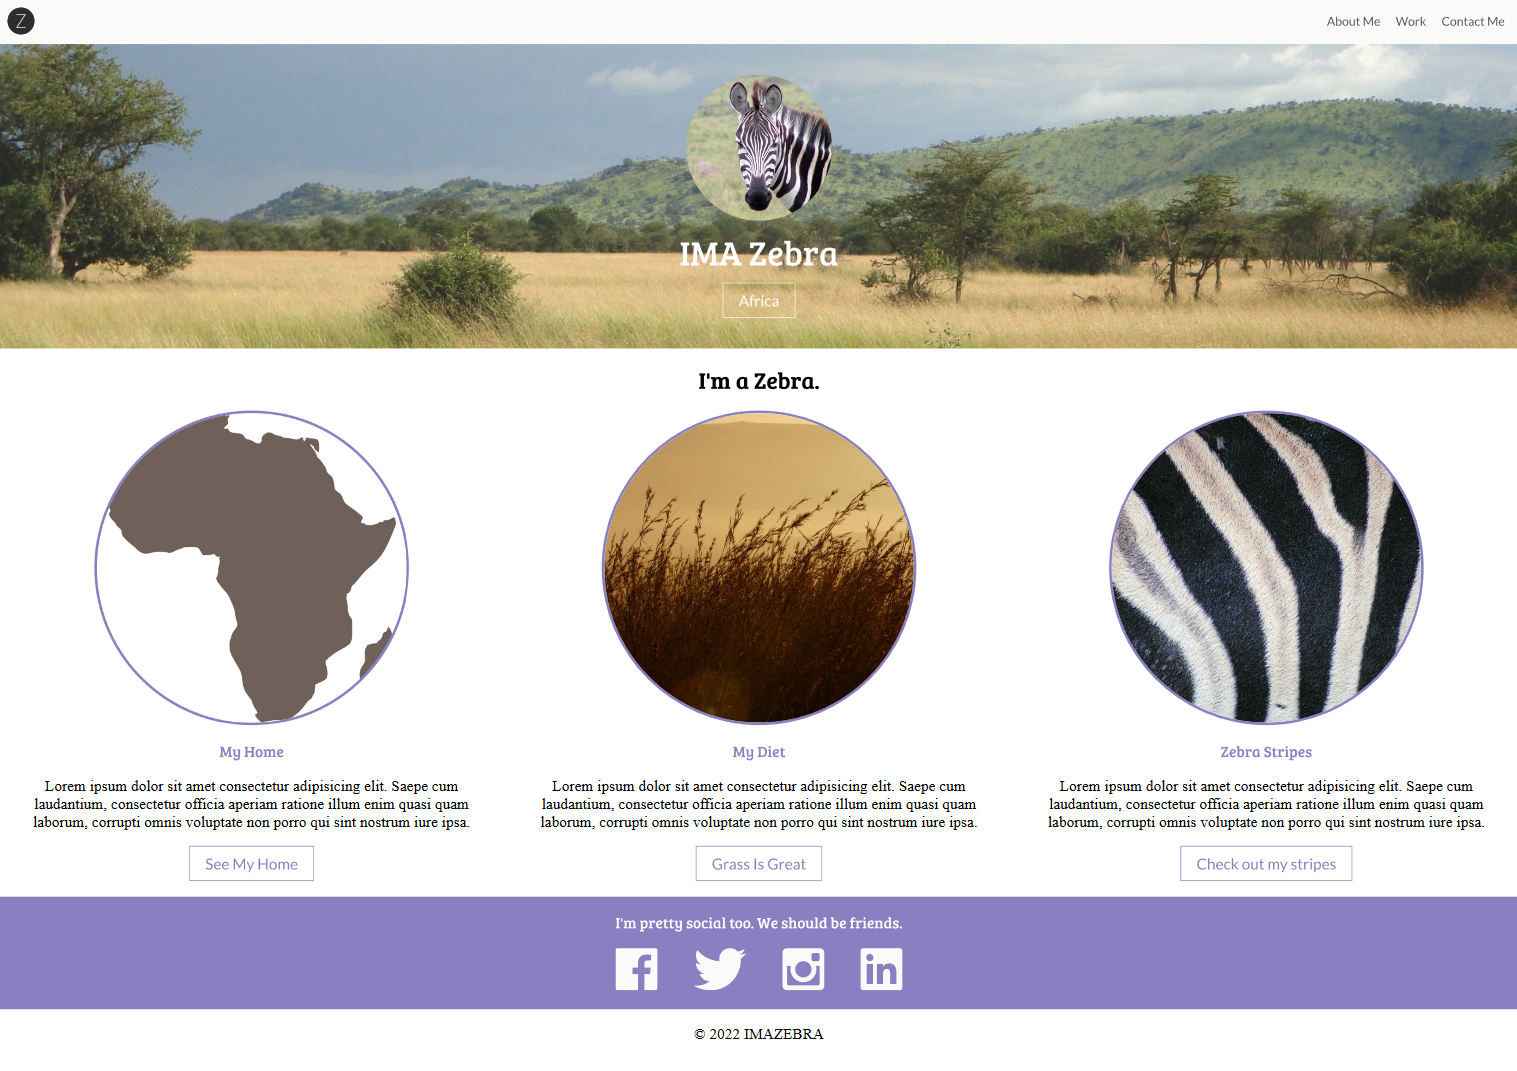 Z
About Me Work Contact Me
IMA Zebra
Africa
I'm a Zebra.
My Home
Lorem ipsum dolor sit amet consectetur adipisicing elit. Saepe cum
laudantium, consectetur officia aperiam ratione illum enim quasi quam
laborum, corrupti omnis voluptate non porro qui sint nostrum iure ipsa.
See My Home
My Diet
Lorem ipsum dolor sit amet consectetur adipisicing elit. Saepe cum
laudantium, consectetur officia aperiam ratione illum enim quasi quam
laborum, corrupti omnis voluptate non porro qui sint nostrum iure ipsa.
Grass Is Great
Zebra Stripes
Lorem ipsum dolor sit amet consectetur adipisicing elit. Saepe cum
laudantium, consectetur officia aperiam ratione illum enim quasi quam
laborum, corrupti omnis voluptate non porro qui sint nostrum iure ipsa.
Check out my stripes
I'm pretty social too. We should be friends.
f
in
© 2022 IMAZEBRA